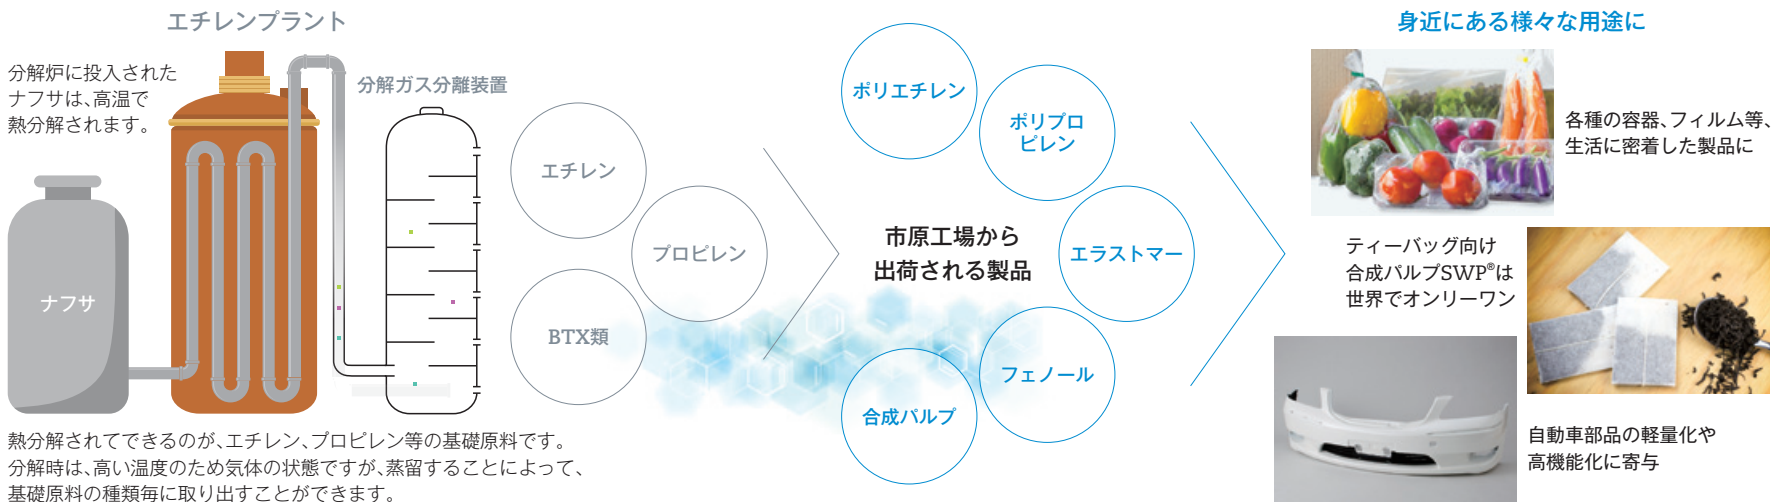 エチレンプラント
分解炉に投入された
ナフサは、高温で
熱分解されます。
分解ガス分離装置
ナフサ
熱分解されてできるのが、エチレン、プロピレン等の基礎原料です。
分解時は、高い温度のため気体の状態ですが、蒸留することによって、
基礎原料の種類毎に取り出すことができます。
エチレン
プロピレン
BTX類
市原工場から
出荷される製品
ポリエチレン
ポリプロ
ピレン
エラストマー
フェノール
合成パルプ
身近にある様々な用途に
各種の容器、フィルム等、
生活に密着した製品に
ティーバッグ向け
合成パルプSWP®は
世界でオンリーワン
自動車部品の軽量化や
高機能化に寄与